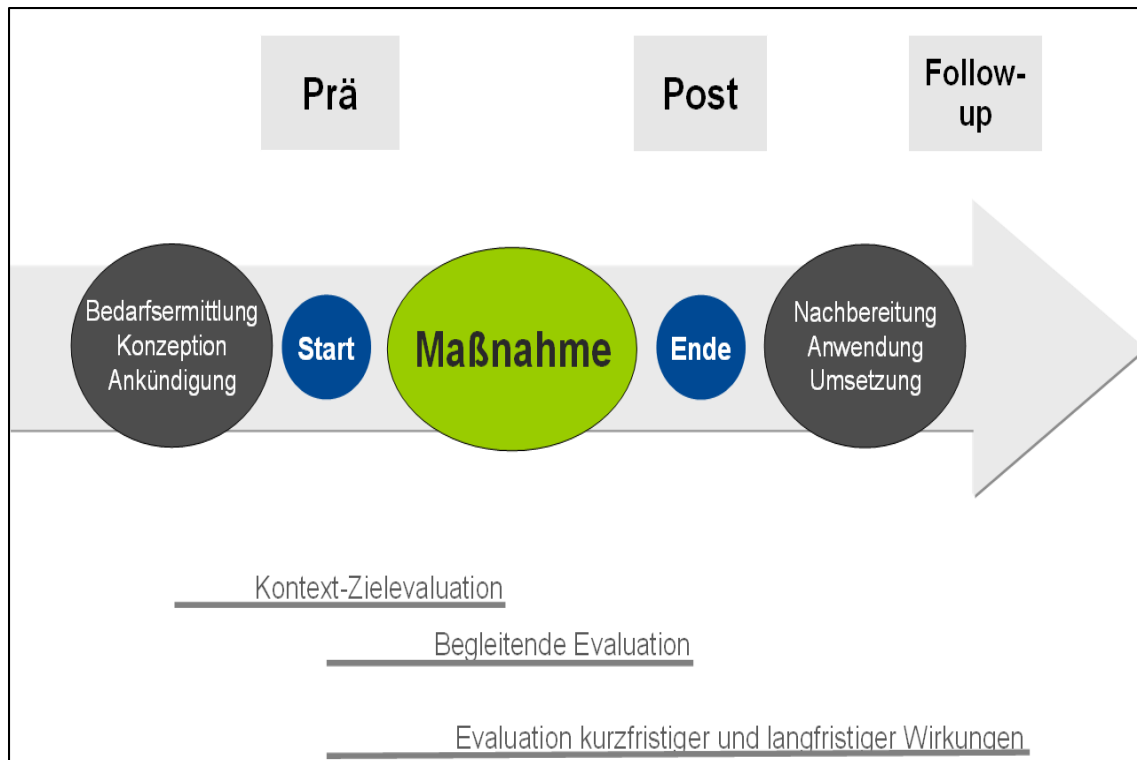 Prä
Post
Follow-
up
Bedarfsermittlung
Konzeption
Ankündigung
Start
Maßnahme
Ende
Nachbereitung
Anwendung
Umsetzung
Kontext-Zielevaluation
Begleitende Evaluation
Evaluation kurzfristiger und langfristiger Wirkungen